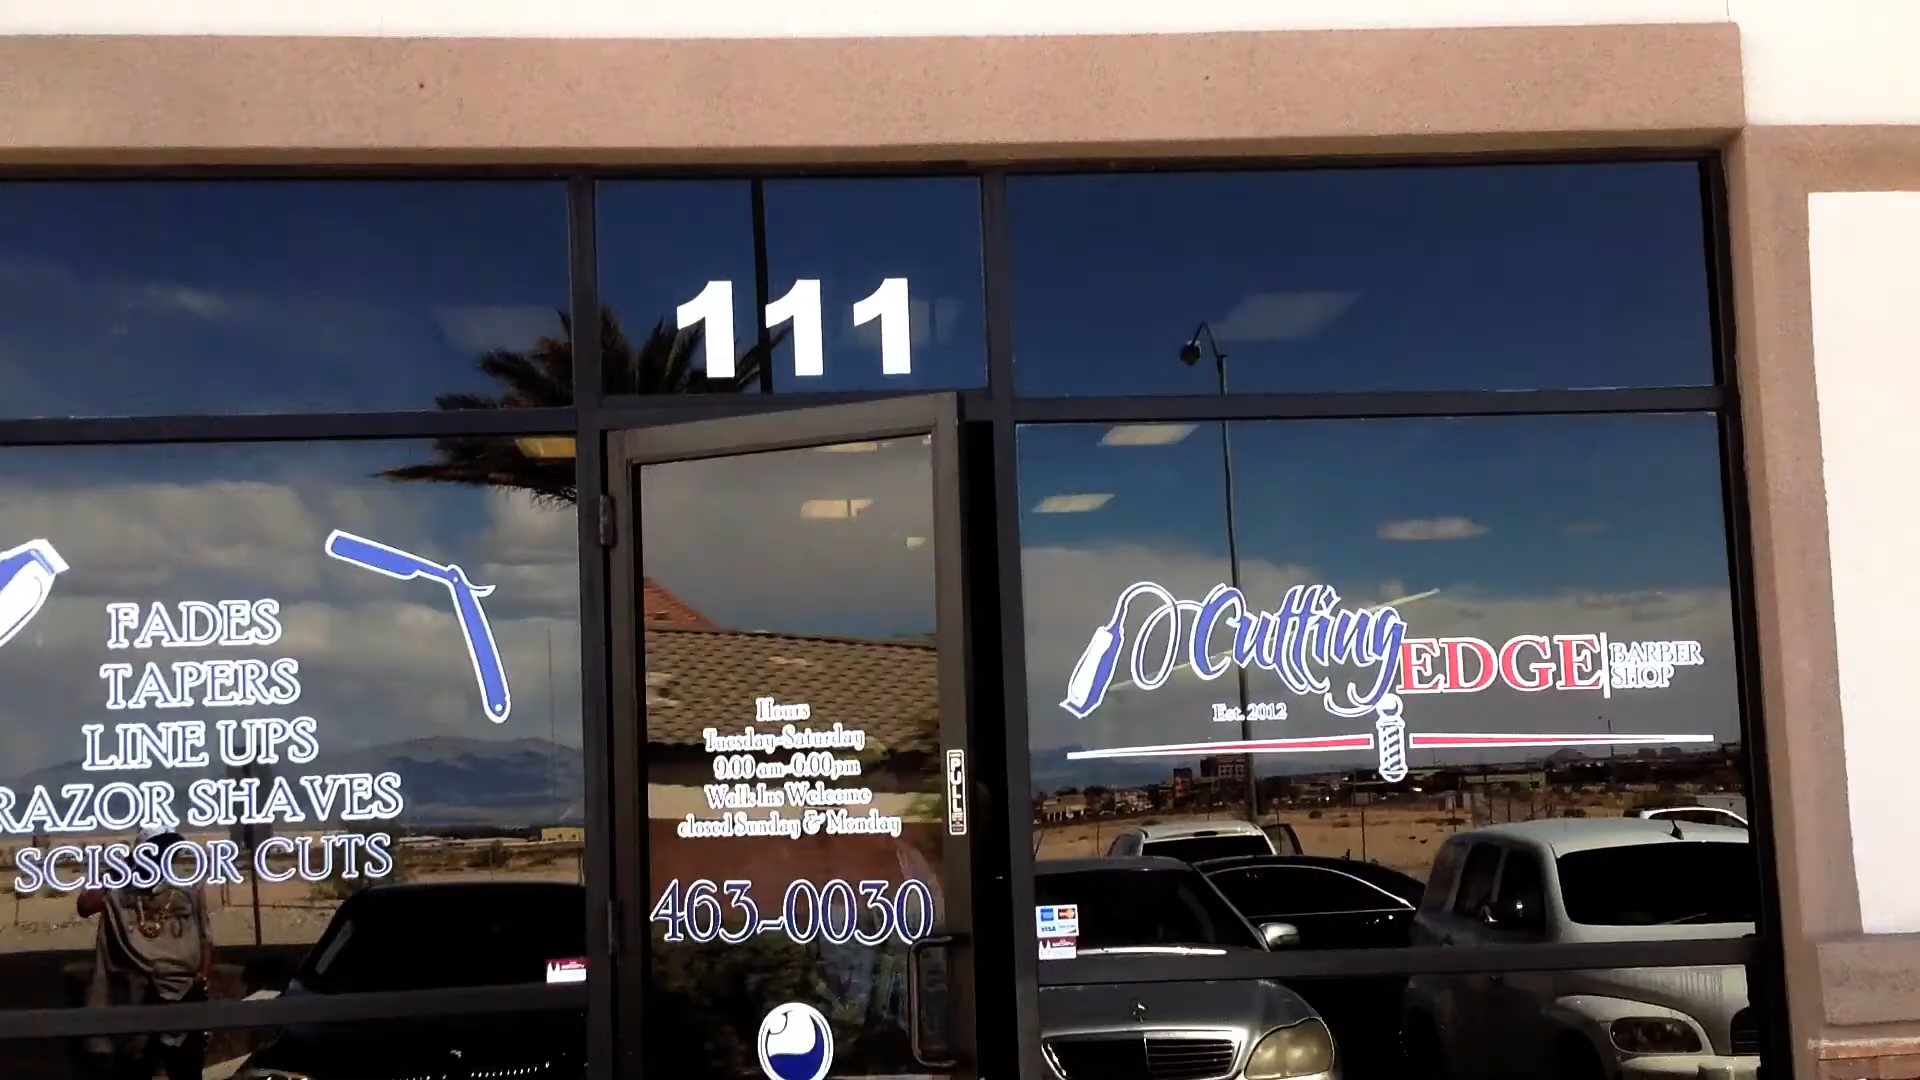 111
FADES
TAPERS
LINE UPS
RAZOR SHAVES
SCISSOR CUTS
Hours
Tuesday-Saturday
9:00 am-6:00pm
Walk Ins Welcome
closed Sunday & Monday
463-0030
PULL
Cutting EDGE BARBER SHOP
Est. 2012
VISA